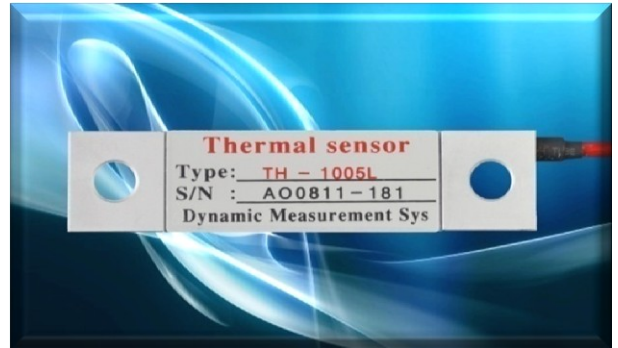 Thermal sensor
Type: TH - 1005L
S/N : AO0811-181
Dynamic Measurement Sys